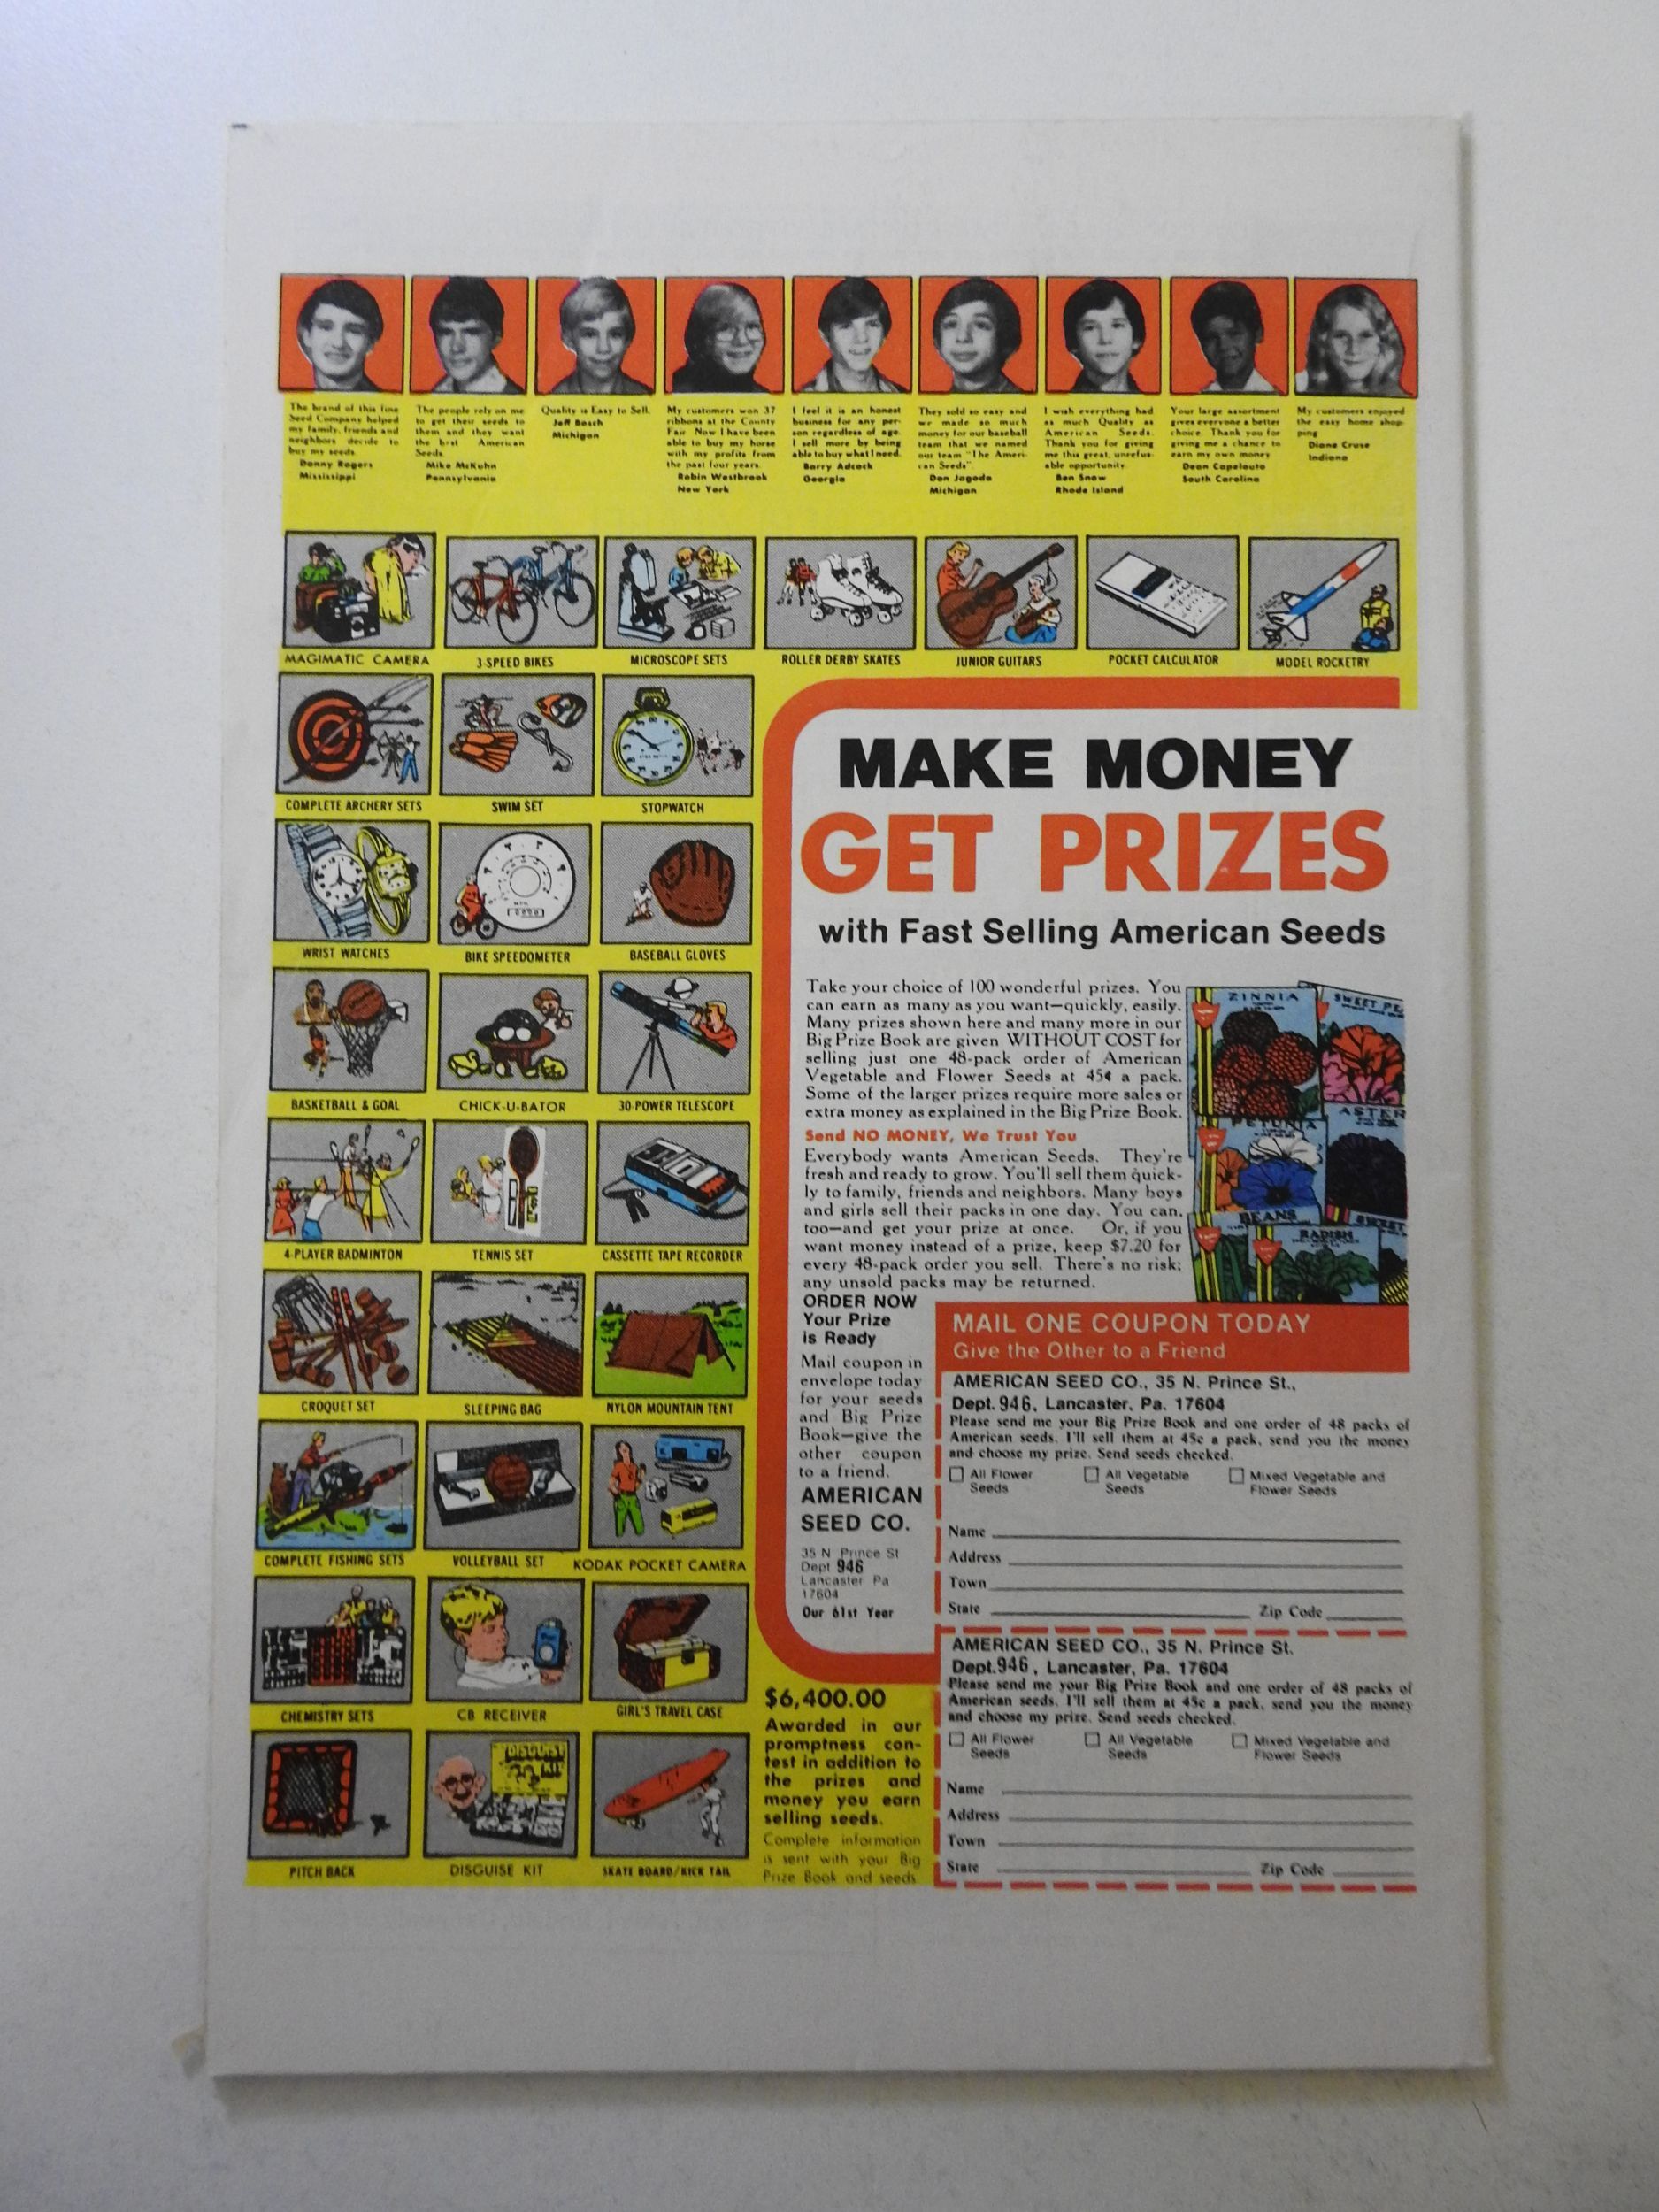 The brand of this fine
Seed Company helped
my family, friends and
neighbors decide to
buy my seeds.
Danny Rogers
Mississippi
The people rely on me
to get their seeds to
them and they want
the best American
Seeds.
Mike McKuhn
Pennsylvania
Quality is Easy to Sell.
Jeff Bosch
Michigan
My customers won 37
ribbons at the County
Fair Now I have been
able to buy my horse
with my profits from
the past four years.
Robin Westbrook
New York
I feel it is an honest
business for any per-
son regardless of age.
I sell more by being
able to buy what I need.
Barry Adcock
Georgia
They sold so easy and
we made so much
money for our baseball
team that we named
our team "The Ameri-
can Seeds".
Don Jagoda
Michigan
I wish everything had
as much Quality as
American Seeds.
Thank you for giving
me this great, unrefus-
able opportunity.
Ben Snow
Rhode Island
Your large assortment
gives everyone a better
choice. Thank you for
giving me a chance to
earn my own money
Dean Capelouto
South Carolina
My customers enjoyed
the easy home shop-
ping
Diane Cruse
Indiana
MAGIMATIC CAMERA
3-SPEED BIKES
MICROSCOPE SETS
ROLLER DERBY SKATES
JUNIOR GUITARS
POCKET CALCULATOR
MODEL ROCKETRY
COMPLETE ARCHERY SETS
SWIM SET
STOPWATCH
WRIST WATCHES
BIKE SPEEDOMETER
BASEBALL GLOVES
BASKETBALL & GOAL
CHICK-U-BATOR
30-POWER TELESCOPE
4-PLAYER BADMINTON
TENNIS SET
CASSETTE TAPE RECORDER
CROQUET SET
SLEEPING BAG
NYLON MOUNTAIN TENT
COMPLETE FISHING SETS
VOLLEYBALL SET
KODAK POCKET CAMERA
CHEMISTRY SETS
CB RECEIVER
GIRL'S TRAVEL CASE
PITCH BACK
DISGUISE KIT
SKATE BOARD/KICK TAIL
MAKE MONEY
GET PRIZES
with Fast Selling American Seeds
Take your choice of 100 wonderful prizes. You
can earn as many as you want—quickly, easily.
Many prizes shown here and many more in our
Big Prize Book are given WITHOUT COST for
selling just one 48-pack order of American
Vegetable and Flower Seeds at 45¢ a pack.
Some of the larger prizes require more sales or
extra money as explained in the Big Prize Book.
Send NO MONEY, We Trust You
Everybody wants American Seeds. They're
fresh and ready to grow. You'll sell them quick-
ly to family, friends and neighbors. Many boys
and girls sell their packs in one day. You can,
too—and get your prize at once. Or, if you
want money instead of a prize, keep $7.20 for
every 48-pack order you sell. There's no risk;
any unsold packs may be returned.
ZINNIA
SWEET PE
PETUNIA
ASTER
BEANS
RADISH
SWEET
ORDER NOW
Your Prize
is Ready
Mail coupon in
envelope today
for your seeds
and Big Prize
Book—give the
other coupon
to a friend.
AMERICAN
SEED CO.
35 N Prince St
Dept 946
Lancaster Pa
17604
Our 61st Year
$6,400.00
Awarded in our
promptness con-
test in addition to
the prizes and
money you earn
selling seeds.
Complete information
is sent with your Big
Prize Book and seeds.
MAIL ONE COUPON TODAY
Give the Other to a Friend
AMERICAN SEED CO., 35 N. Prince St.,
Dept. 946, Lancaster, Pa. 17604
Please send me your Big Prize Book and one order of 48 packs of
American seeds. I'll sell them at 45c a pack, send you the money
and choose my prize. Send seeds checked.
All Flower Seeds
All Vegetable Seeds
Mixed Vegetable and Flower Seeds
Name
Address
Town
State Zip Code
AMERICAN SEED CO., 35 N. Prince St.
Dept.946, Lancaster, Pa. 17604
Please send me your Big Prize Book and one order of 48 packs of
American seeds. I'll sell them at 45c a pack, send you the money
and choose my prize. Send seeds checked.
All Flower Seeds
All Vegetable Seeds
Mixed Vegetable and Flower Seeds
Name
Address
Town
State Zip Code